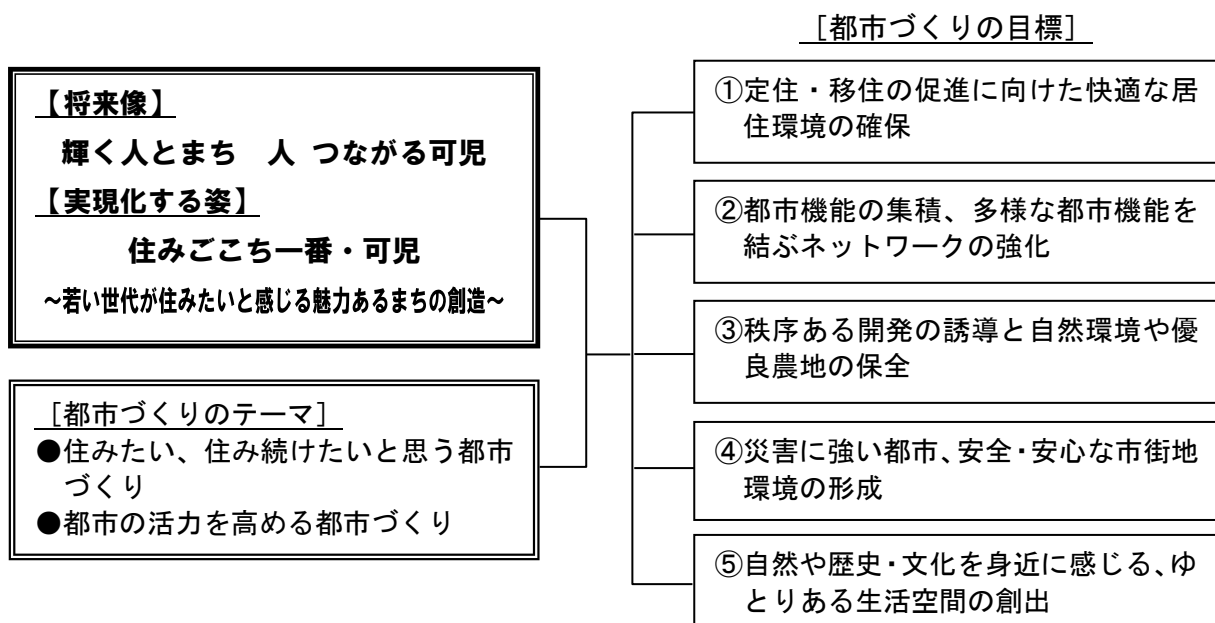 【将来像】
輝く人とまち 人 つながる可児
【実現化する姿】
住みごこち一番・可児
～若い世代が住みたいと感じる魅力あるまちの創造～
［都市づくりのテーマ］
●住みたい、住み続けたいと思う都市
づくり
●都市の活力を高める都市づくり
［都市づくりの目標］
①定住・移住の促進に向けた快適な居
住環境の確保
②都市機能の集積、多様な都市機能を
結ぶネットワークの強化
③秩序ある開発の誘導と自然環境や優
良農地の保全
④災害に強い都市、安全・安心な市街地
環境の形成
⑤自然や歴史・文化を身近に感じる、ゆ
とりある生活空間の創出